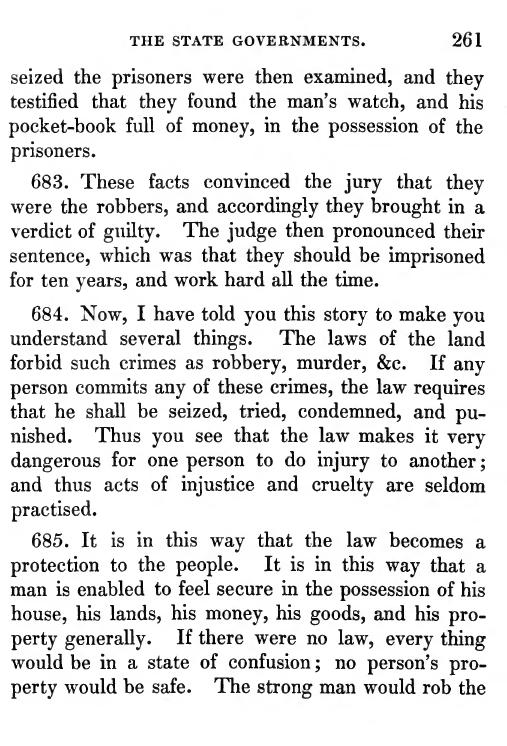 THE STATE GOVERNMENTS. 261
seized the prisoners were then examined, and they
testified that they found the man's watch, and his
pocket-book full of money, in the possession of the
prisoners.
683. These facts convinced the jury that they
were the robbers, and accordingly they brought in a
verdict of guilty. The judge then pronounced their
sentence, which was that they should be imprisoned
for ten years, and work hard all the time.
684. Now, I have told you this story to make you
understand several things. The laws of the land
forbid such crimes as robbery, murder, &c. If any
person commits any of these crimes, the law requires
that he shall be seized, tried, condemned, and pu-
nished. Thus you see that the law makes it very
dangerous for one person to do injury to another;
and thus acts of injustice and cruelty are seldom
practised.
685. It is in this way that the law becomes a
protection to the people. It is in this way that a
man is enabled to feel secure in the possession of his
house, his lands, his money, his goods, and his pro-
perty generally. If there were no law, every thing
would be in a state of confusion; no person's pro-
perty would be safe. The strong man would rob the